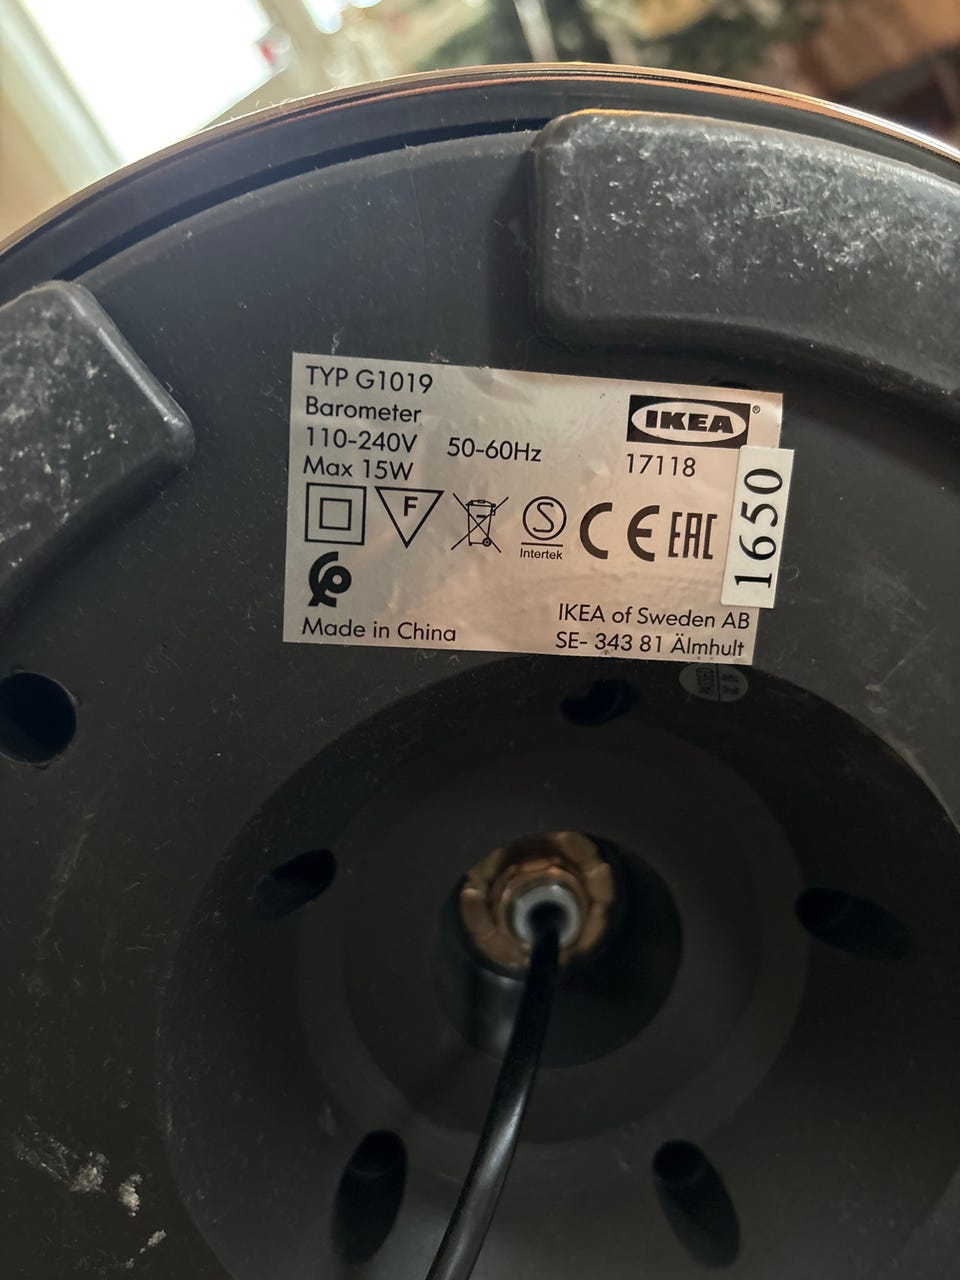 TYP G1019
Barometer
110-240V 50-60Hz
Max 15W
IKEA®
17118
F
S
Intertek
CE
EAC
1650
Made in China
IKEA of Sweden AB
SE- 343 81 Älmhult